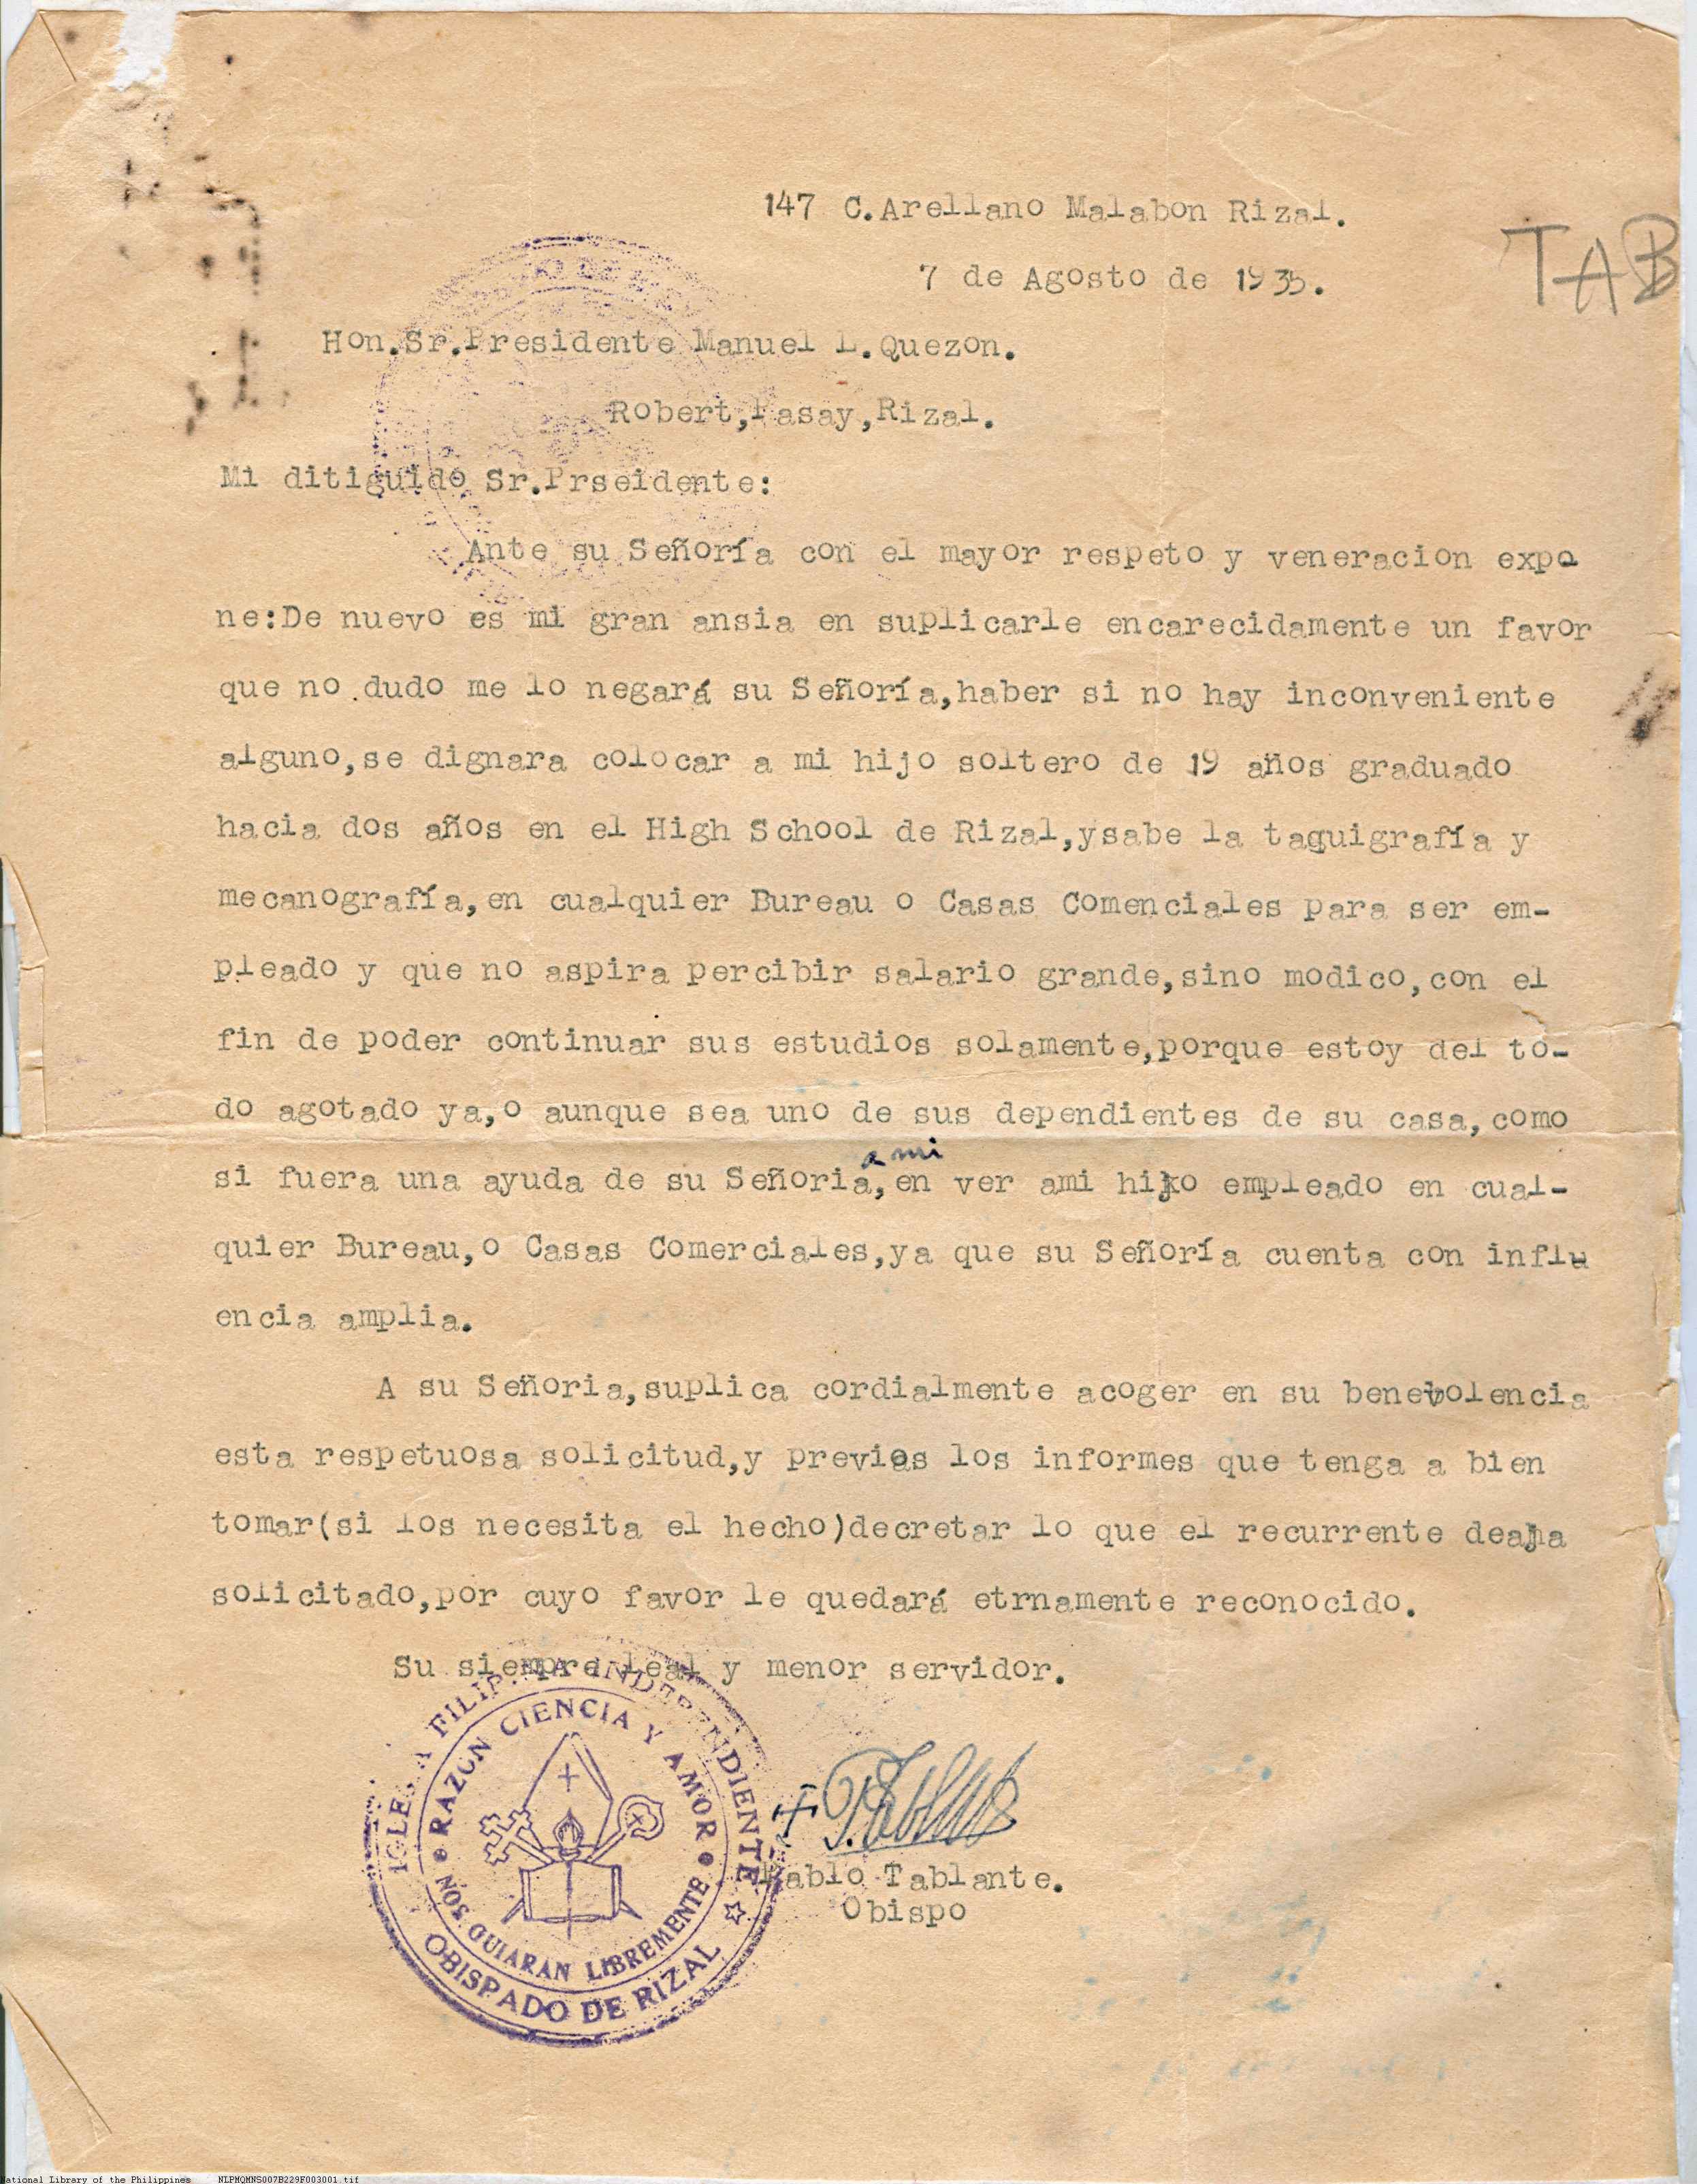 147 C.Arellano Malabon Rizal.
7 de Agosto de 1935.
TAB
Hon.Sr.Presidente Manuel L.Quezon.
Robert,Pasay,Rizal.
Mi ditiguido Sr.Prseidente:
Ante su Señoría con el mayor respeto y veneracion expo
ne:De nuevo es mi gran ansia en suplicarle encarecidamente un favor
que no dudo me lo negará su Señoría,haber si no hay inconveniente
alguno,se dignara colocar a mi hijo soltero de 19 años graduado
hacia dos años en el High School de Rizal,ysabe la taquigrafía y
mecanografía,en cualquier Bureau o Casas Comenciales para ser em-
pleado y que no aspira percibir salario grande,sino modico,con el
fin de poder continuar sus estudios solamente,porque estoy del to-
do agotado ya,o aunque sea uno de sus dependientes de su casa,como
a mi
si fuera una ayuda de su Señoria,en ver ami hijo empleado en cual-
quier Bureau,o Casas Comerciales,ya que su Señoría cuenta con influ
encia amplia.
A su Señoria,suplica cordialmente acoger en su benevolencia
esta respetuosa solicitud,y previos los informes que tenga a bien
tomar(si los necesita el hecho)decretar lo que el recurrente deaja
solicitado,por cuyo favor le quedará etrnamente reconocido.
Su siempre leal y menor servidor.
IGLESIA FILIPINA INDEPENDIENTE
RAZON CIENCIA Y AMOR
NOS GUIARAN LIBREMENTE
OBISPADO DE RIZAL
Pablo Tablante.
Obispo
National Library of the Philippines NLPMQMNS007B229F003001.tif